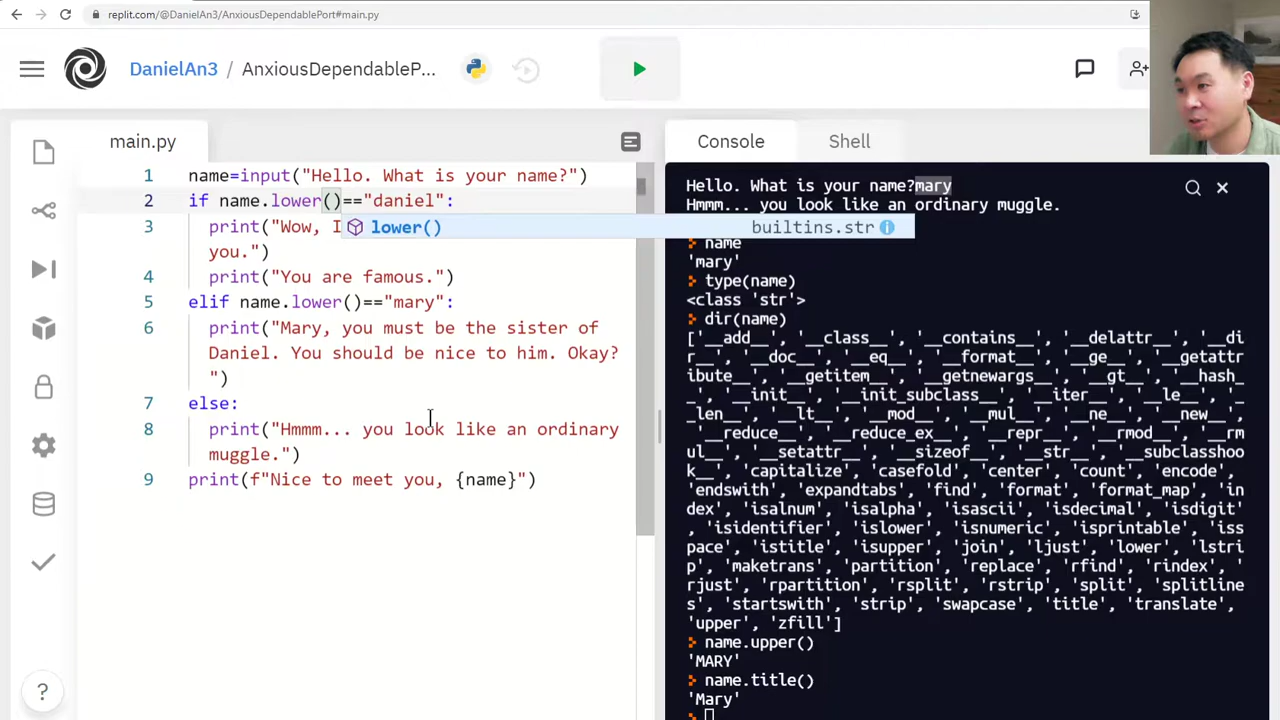 replit.com/@DanielAn3/AnxiousDependablePort#main.py
DanielAn3 / AnxiousDependableP...
main.py
1 name=input("Hello. What is your name?")
2 if name.lower()=="daniel":
3 print("Wow, I
you.")
4 print("You are famous.")
5 elif name.lower()=="mary":
6 print("Mary, you must be the sister of
Daniel. You should be nice to him. Okay?
")
7 else:
8 print("Hmmm... you look like an ordinary
muggle.")
9 print(f"Nice to meet you, {name}")
lower() builtins.str
?
Console Shell
Hello. What is your name?mary
Hmmm... you look like an ordinary muggle.
name
'mary'
type(name)
<class 'str'>
dir(name)
['__add__', '__class__', '__contains__', '__delattr__', '__di
r__', '__doc__', '__eq__', '__format__', '__ge__', '__getattr
ibute__', '__getitem__', '__getnewargs__', '__gt__', '__hash_
_', '__init__', '__init_subclass__', '__iter__', '__le__', '_
_len__', '__lt__', '__mod__', '__mul__', '__ne__', '__new__',
'__reduce__', '__reduce_ex__', '__repr__', '__rmod__', '__rm
ul__', '__setattr__', '__sizeof__', '__str__', '__subclasshoo
k__', 'capitalize', 'casefold', 'center', 'count', 'encode',
'endswith', 'expandtabs', 'find', 'format', 'format_map', 'in
dex', 'isalnum', 'isalpha', 'isascii', 'isdecimal', 'isdigit'
, 'isidentifier', 'islower', 'isnumeric', 'isprintable', 'iss
pace', 'istitle', 'isupper', 'join', 'ljust', 'lower', 'lstri
p', 'maketrans', 'partition', 'replace', 'rfind', 'rindex', '
rjust', 'rpartition', 'rsplit', 'rstrip', 'split', 'splitline
s', 'startswith', 'strip', 'swapcase', 'title', 'translate',
'upper', 'zfill']
name.upper()
'MARY'
name.title()
'Mary'